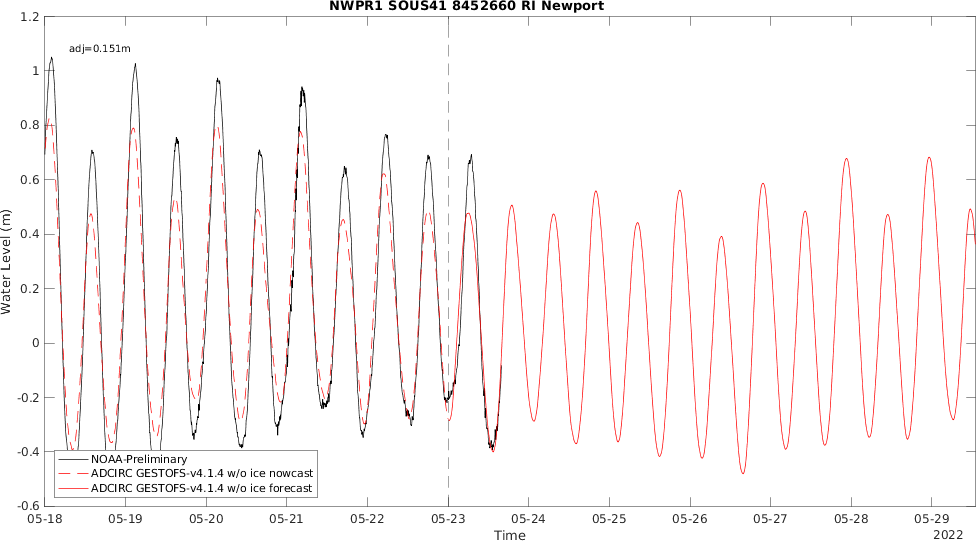 NWPR1 SOUS41 8452660 RI Newport
adj=0.151m
Water Level (m)
1.2
1
0.8
0.6
0.4
0.2
0
-0.2
-0.4
-0.6
NOAA-Preliminary
ADCIRC GESTOFS-v4.1.4 w/o ice nowcast
ADCIRC GESTOFS-v4.1.4 w/o ice forecast
05-18 05-19 05-20 05-21 05-22 05-23 05-24 05-25 05-26 05-27 05-28 05-29
Time
2022